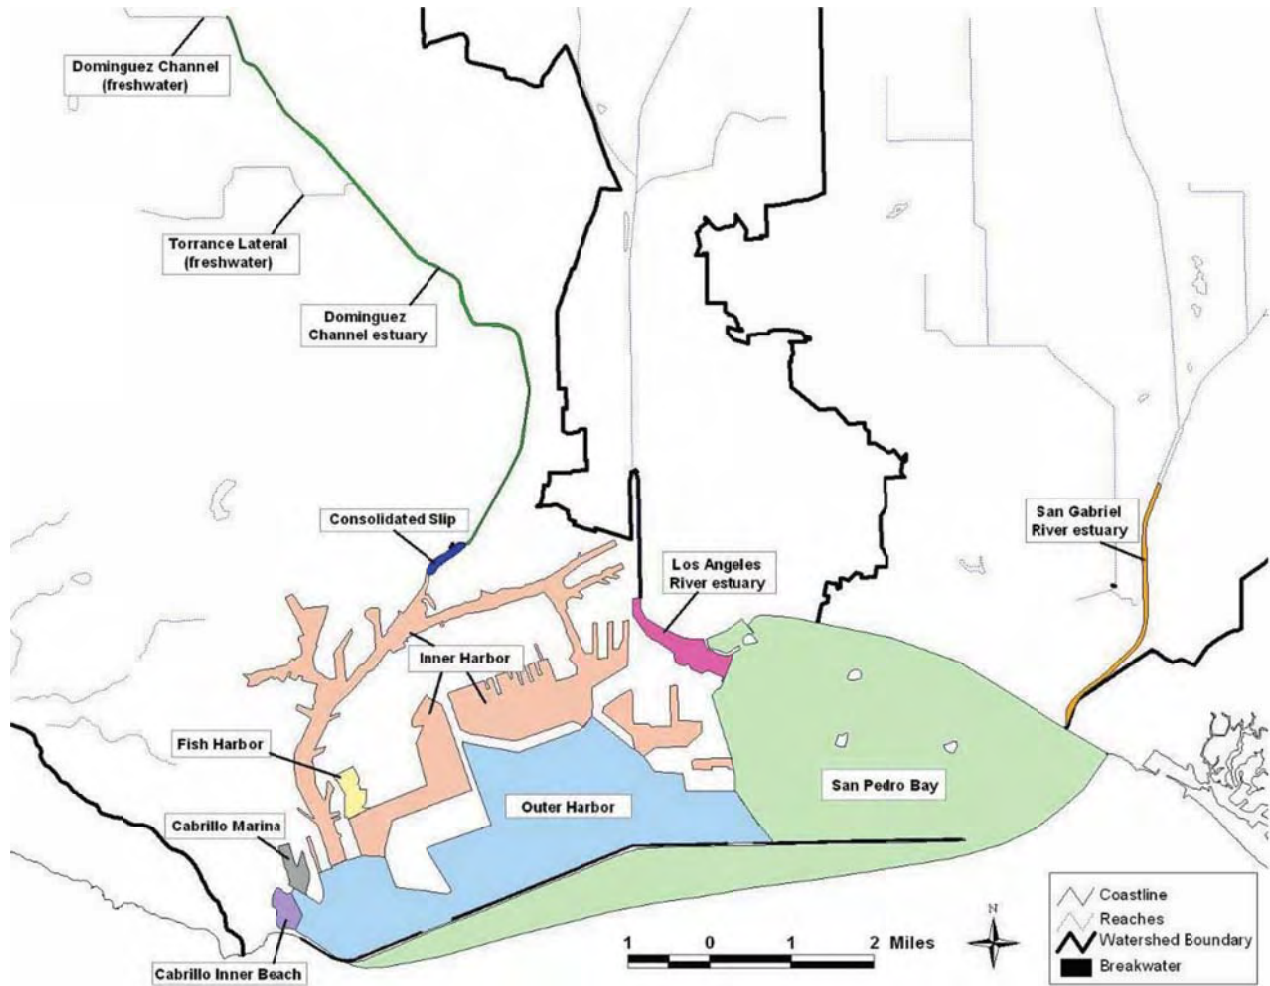 Dominguez Channel
(freshwater)
Torrance Lateral
(freshwater)
Dominguez
Channel estuary
Consolidated Slip
San Gabriel
River estuary
Los Angeles
River estuary
Inner Harbor
Fish Harbor
San Pedro Bay
Outer Harbor
Cabrillo Marina
Cabrillo Inner Beach
1 0 1 2 Miles
N
Coastline
Reaches
Watershed Boundary
Breakwater